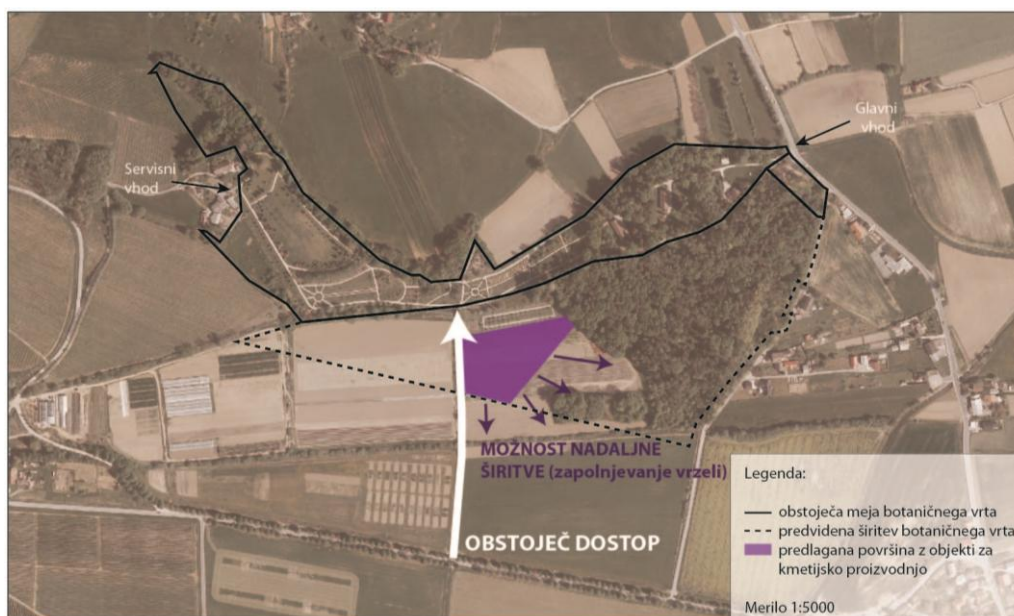 Glavni
vhod
Servisni
vhod
MOŽNOST NADALJNE
ŠIRITVE (zapolnjevanje vrzeli)
OBSTOJEČ DOSTOP
Legenda:
obstoječa meja botaničnega vrta
predvidena širitev botaničnega vrta
predlagana površina z objekti za
kmetijsko proizvodnjo
Merilo 1:5000